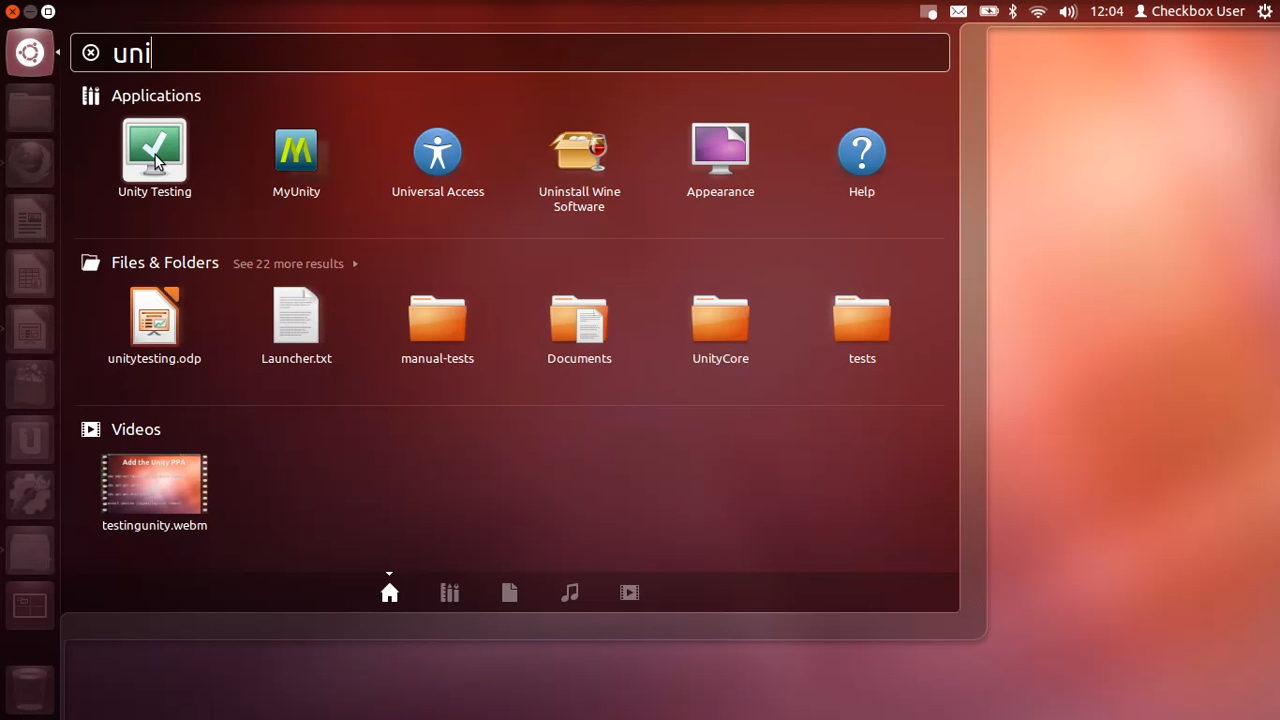 12:04 Checkbox User
uni
Applications
Unity Testing
MyUnity
Universal Access
Uninstall Wine
Software
Appearance
Help
Files & Folders See 22 more results
unitytesting.odp
Launcher.txt
manual-tests
Documents
UnityCore
tests
Videos
Add the Unity PPA
testingunity.webm